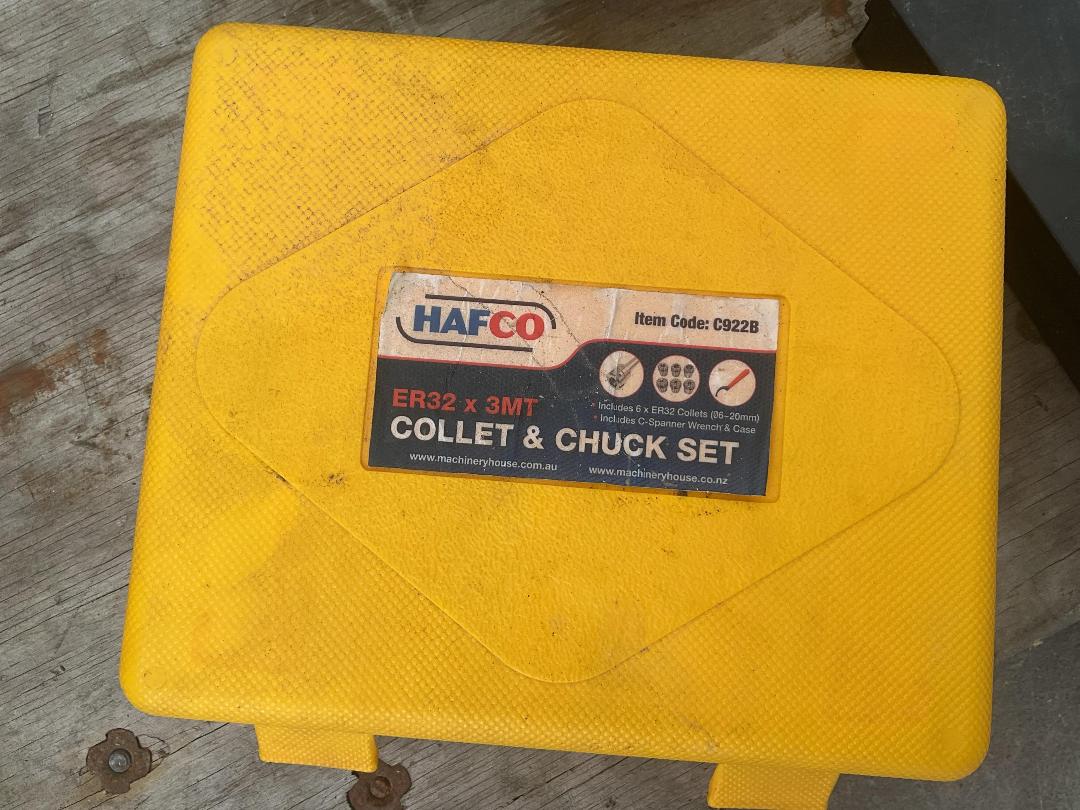 HAFCO
Item Code: C922B
ER32 x 3MT
• Includes 6 x ER32 Collets (Ø6-20mm)
• Includes C-Spanner Wrench & Case
COLLET & CHUCK SET
www.machineryhouse.com.au
www.machineryhouse.co.nz